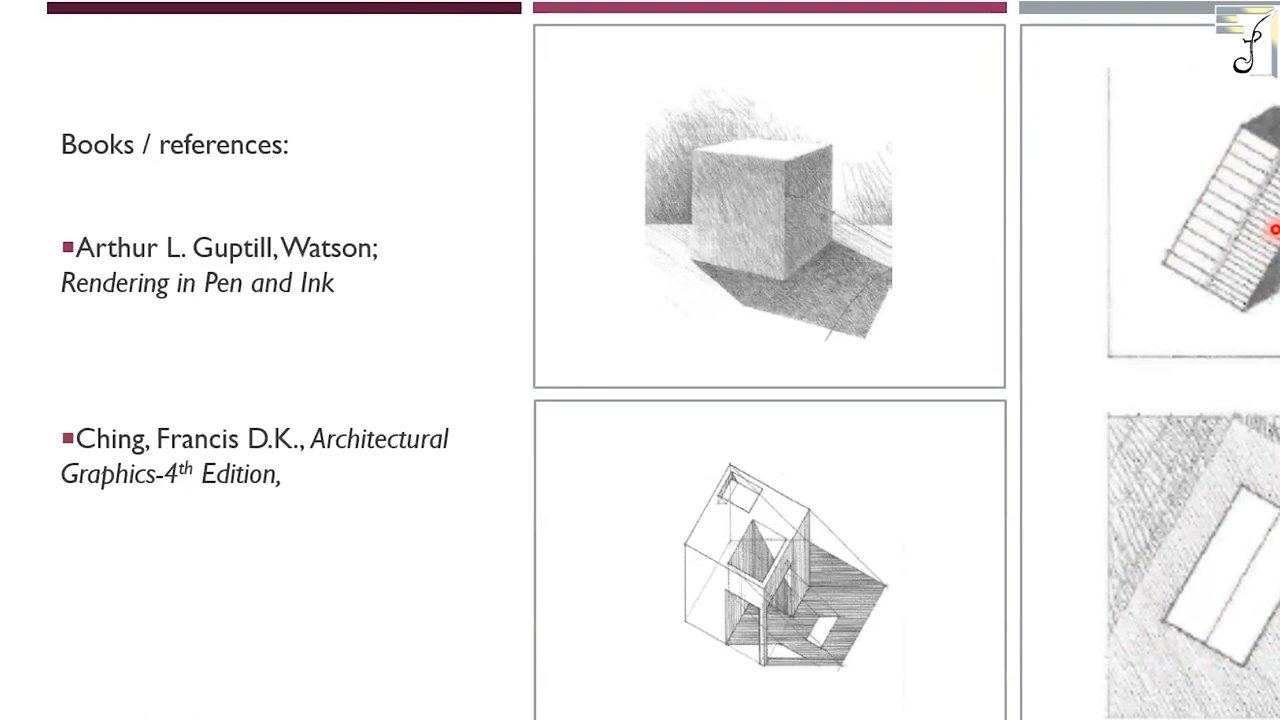 Books / references:
▪Arthur L. Guptill, Watson;
Rendering in Pen and Ink
▪Ching, Francis D.K., Architectural
Graphics-4th Edition,